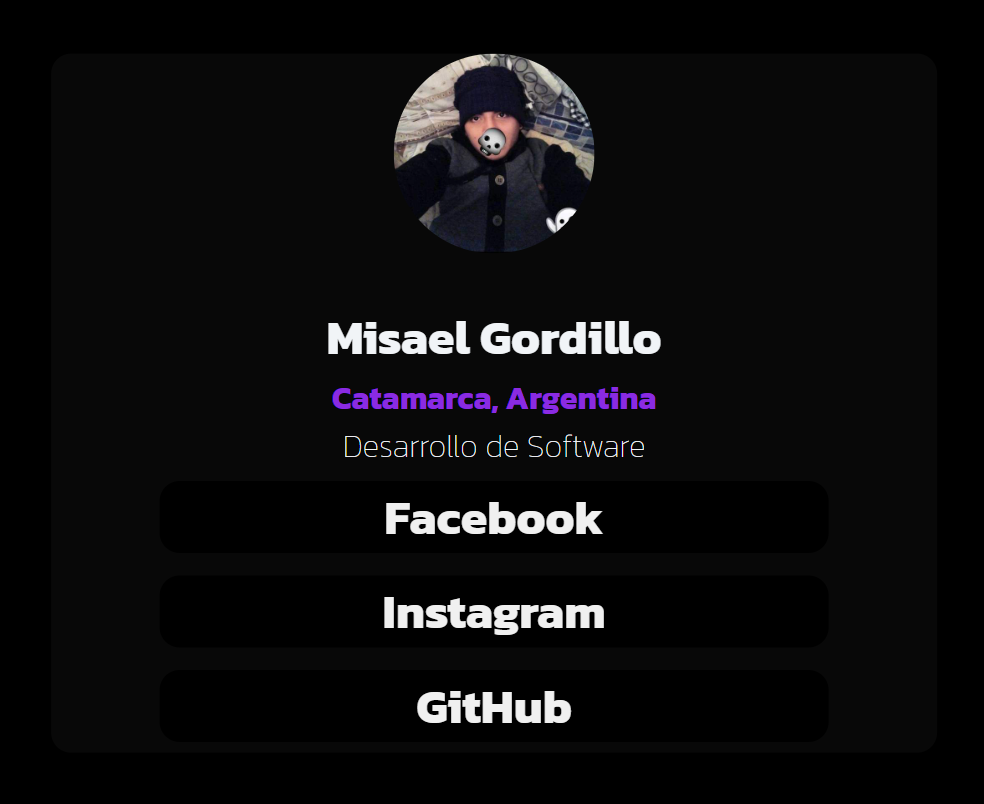 Misael Gordillo
Catamarca, Argentina
Desarrollo de Software
Facebook
Instagram
GitHub